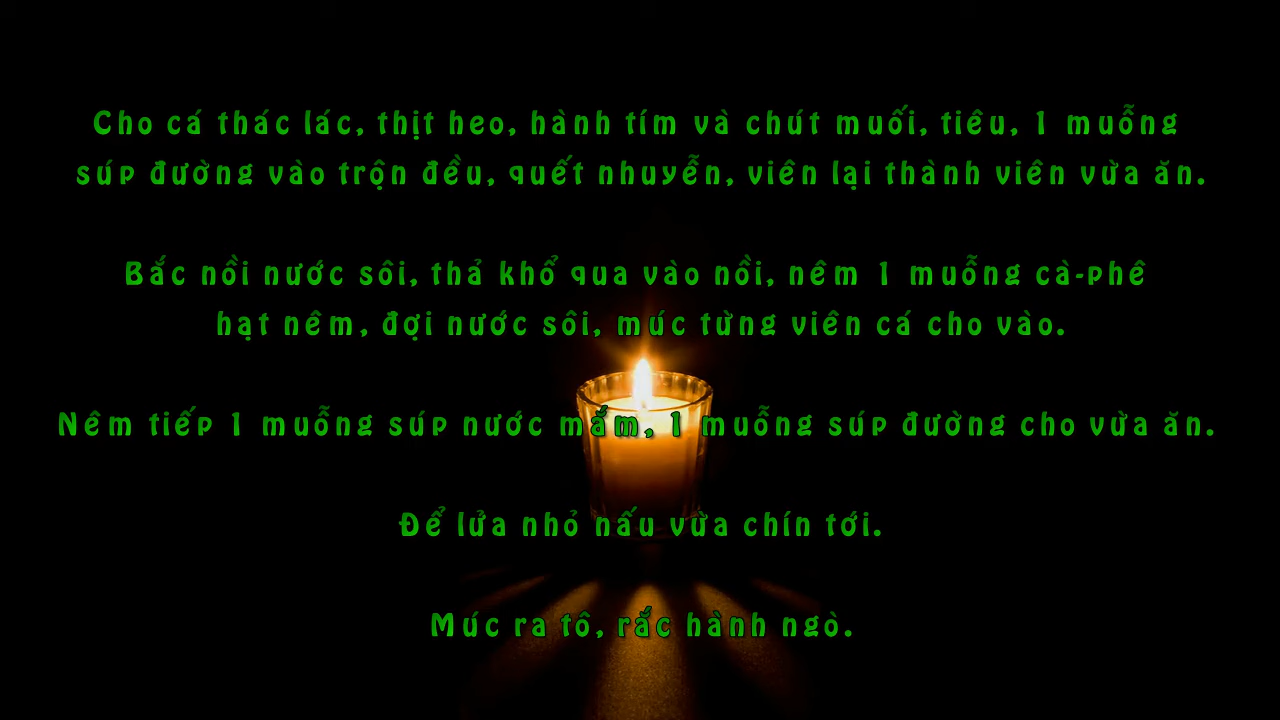 Cho cá thác lác, thịt heo, hành tím và chút muối, tiêu, 1 muỗng
súp đường vào trộn đều, quết nhuyễn, viên lại thành viên vừa ăn.
Bắc nồi nước sôi, thả khổ qua vào nồi, nêm 1 muỗng cà-phê
hạt nêm, đợi nước sôi, múc từng viên cá cho vào.
Nêm tiếp 1 muỗng súp nước mắm, 1 muỗng súp đường cho vừa ăn.
Để lửa nhỏ nấu vừa chín tới.
Múc ra tô, rắc hành ngò.